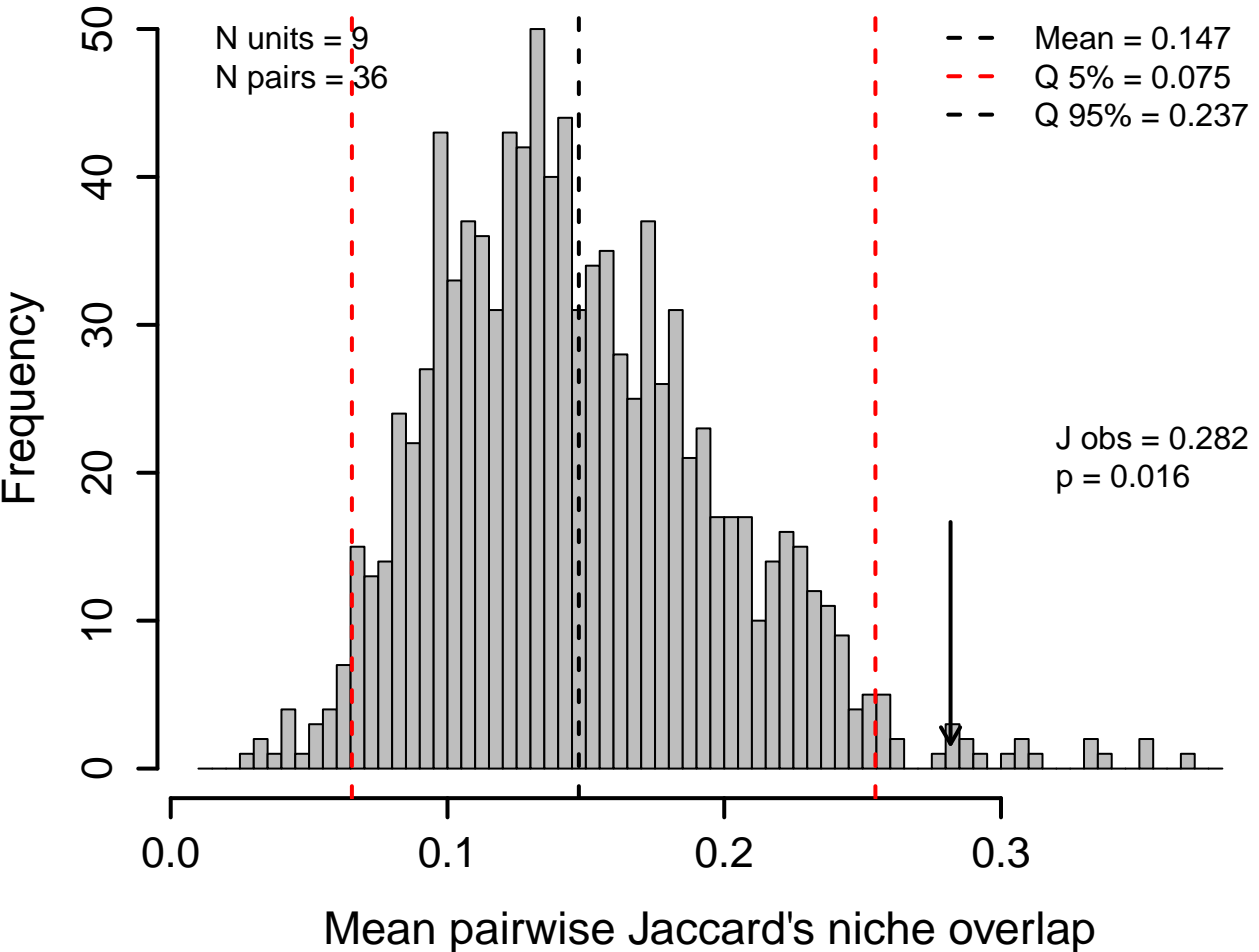 N units = 9
N pairs = 36
Mean = 0.147
Q 5% = 0.075
Q 95% = 0.237
J obs = 0.282
p = 0.016
Frequency
50
40
30
20
10
0
0.0 0.1 0.2 0.3
Mean pairwise Jaccard's niche overlap